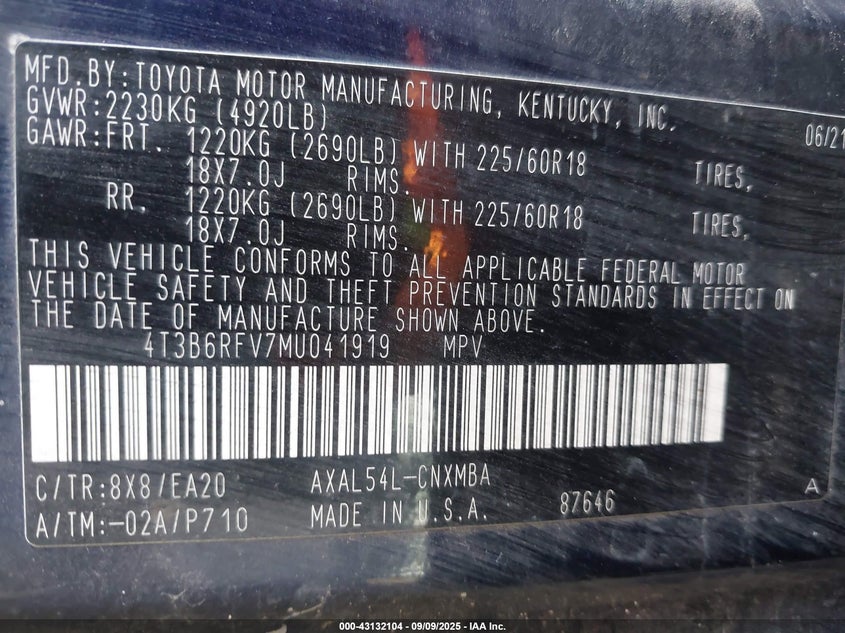 MFD.BY:TOYOTA MOTOR MANUFACTURING, KENTUCKY, INC.
GVWR:2230KG (4920LB) 06/21
GAWR:FRT. 1220KG (2690LB) WITH 225/60R18 TIRES,
18X7.0J RIMS.
RR. 1220KG (2690LB) WITH 225/60R18 TIRES,
18X7.0J RIMS.
THIS VEHICLE CONFORMS TO ALL APPLICABLE FEDERAL MOTOR
VEHICLE SAFETY AND THEFT PREVENTION STANDARDS IN EFFECT ON
THE DATE OF MANUFACTURE SHOWN ABOVE.
4T3B6RFV7MU041919 MPV
C/TR:8X8/EA20 AXAL54L-CNXMBA A
A/TM:-02A/P710 MADE IN U.S.A. 87646
000-43132104 - 09/09/2025 - IAA Inc.